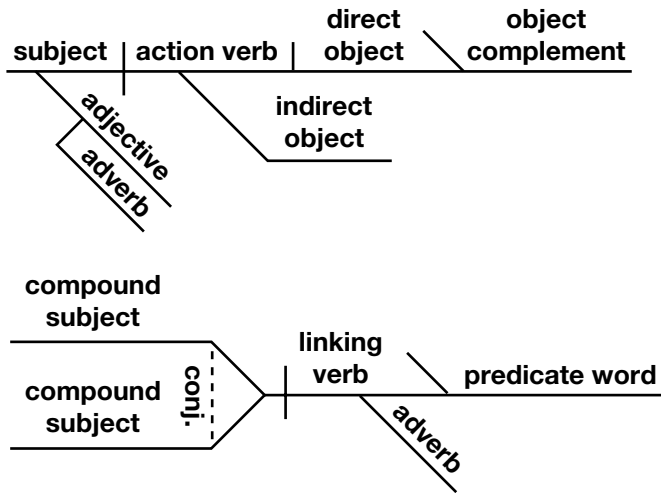 subject
action verb
direct
object
object
complement
adjective
adverb
indirect
object
compound
subject
compound
subject
conj.
linking
verb
predicate word
adverb